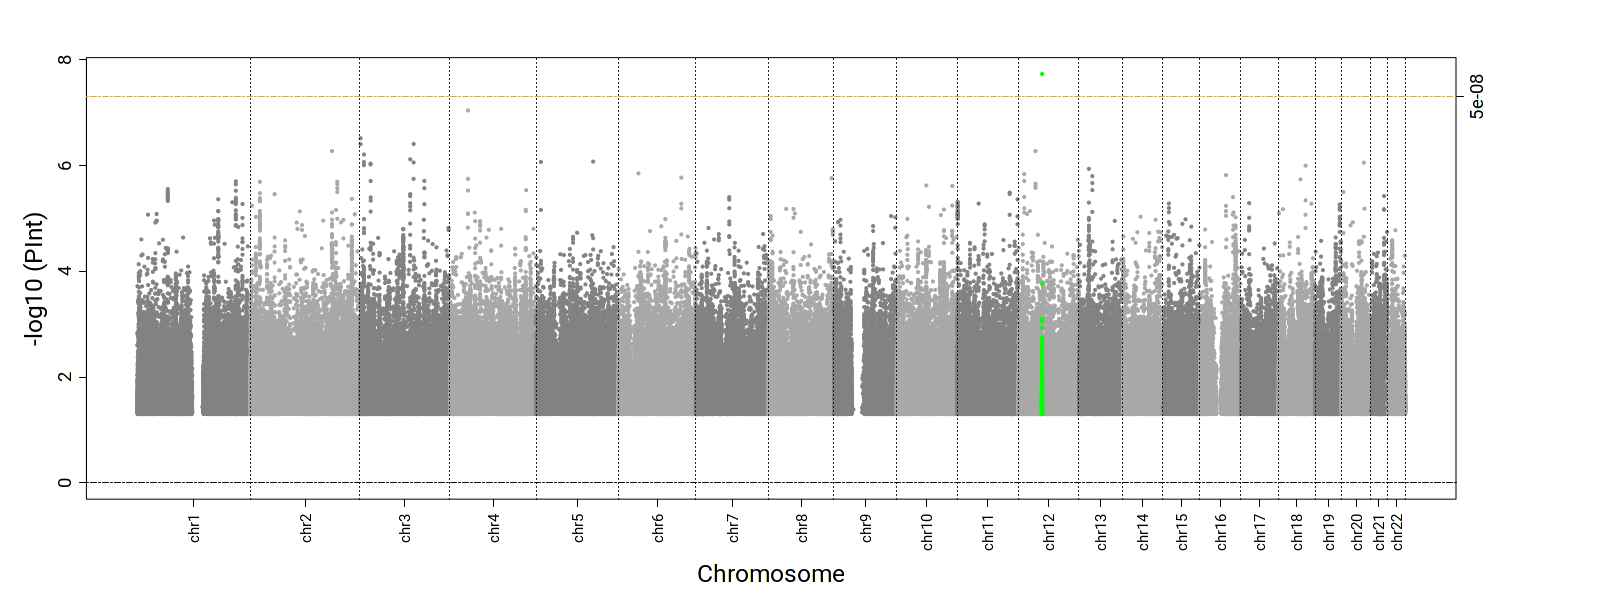 -log10 (PInt)
8
6
4
2
0
5e-08
chr1
chr2
chr3
chr4
chr5
chr6
chr7
chr8
chr9
chr10
chr11
chr12
chr13
chr14
chr15
chr16
chr17
chr18
chr19
chr20
chr21
chr22
Chromosome